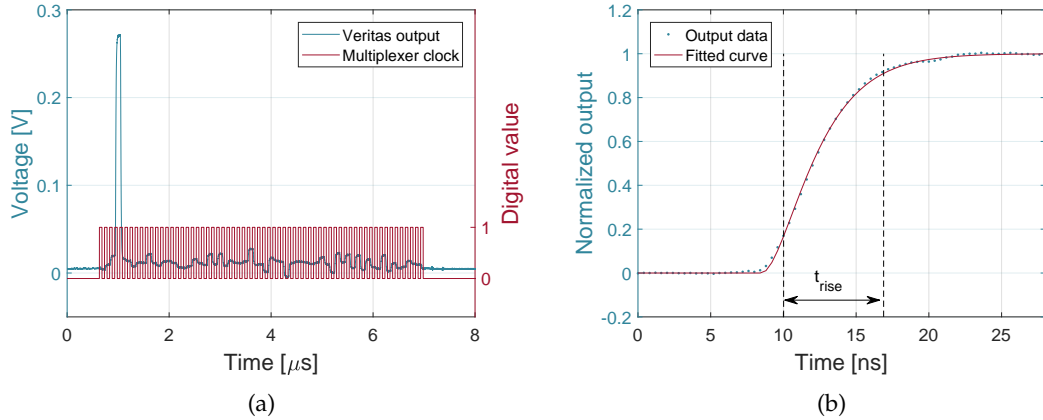 Voltage [V]
0.3
0.2
0.1
0
Veritas output
Multiplexer clock
Digital value
1
0
0 2 4 6 8
Time [μs]
(a)
Normalized output
1.2
1
0.8
0.6
0.4
0.2
0
-0.2
Output data
Fitted curve
t_rise
0 5 10 15 20 25
Time [ns]
(b)